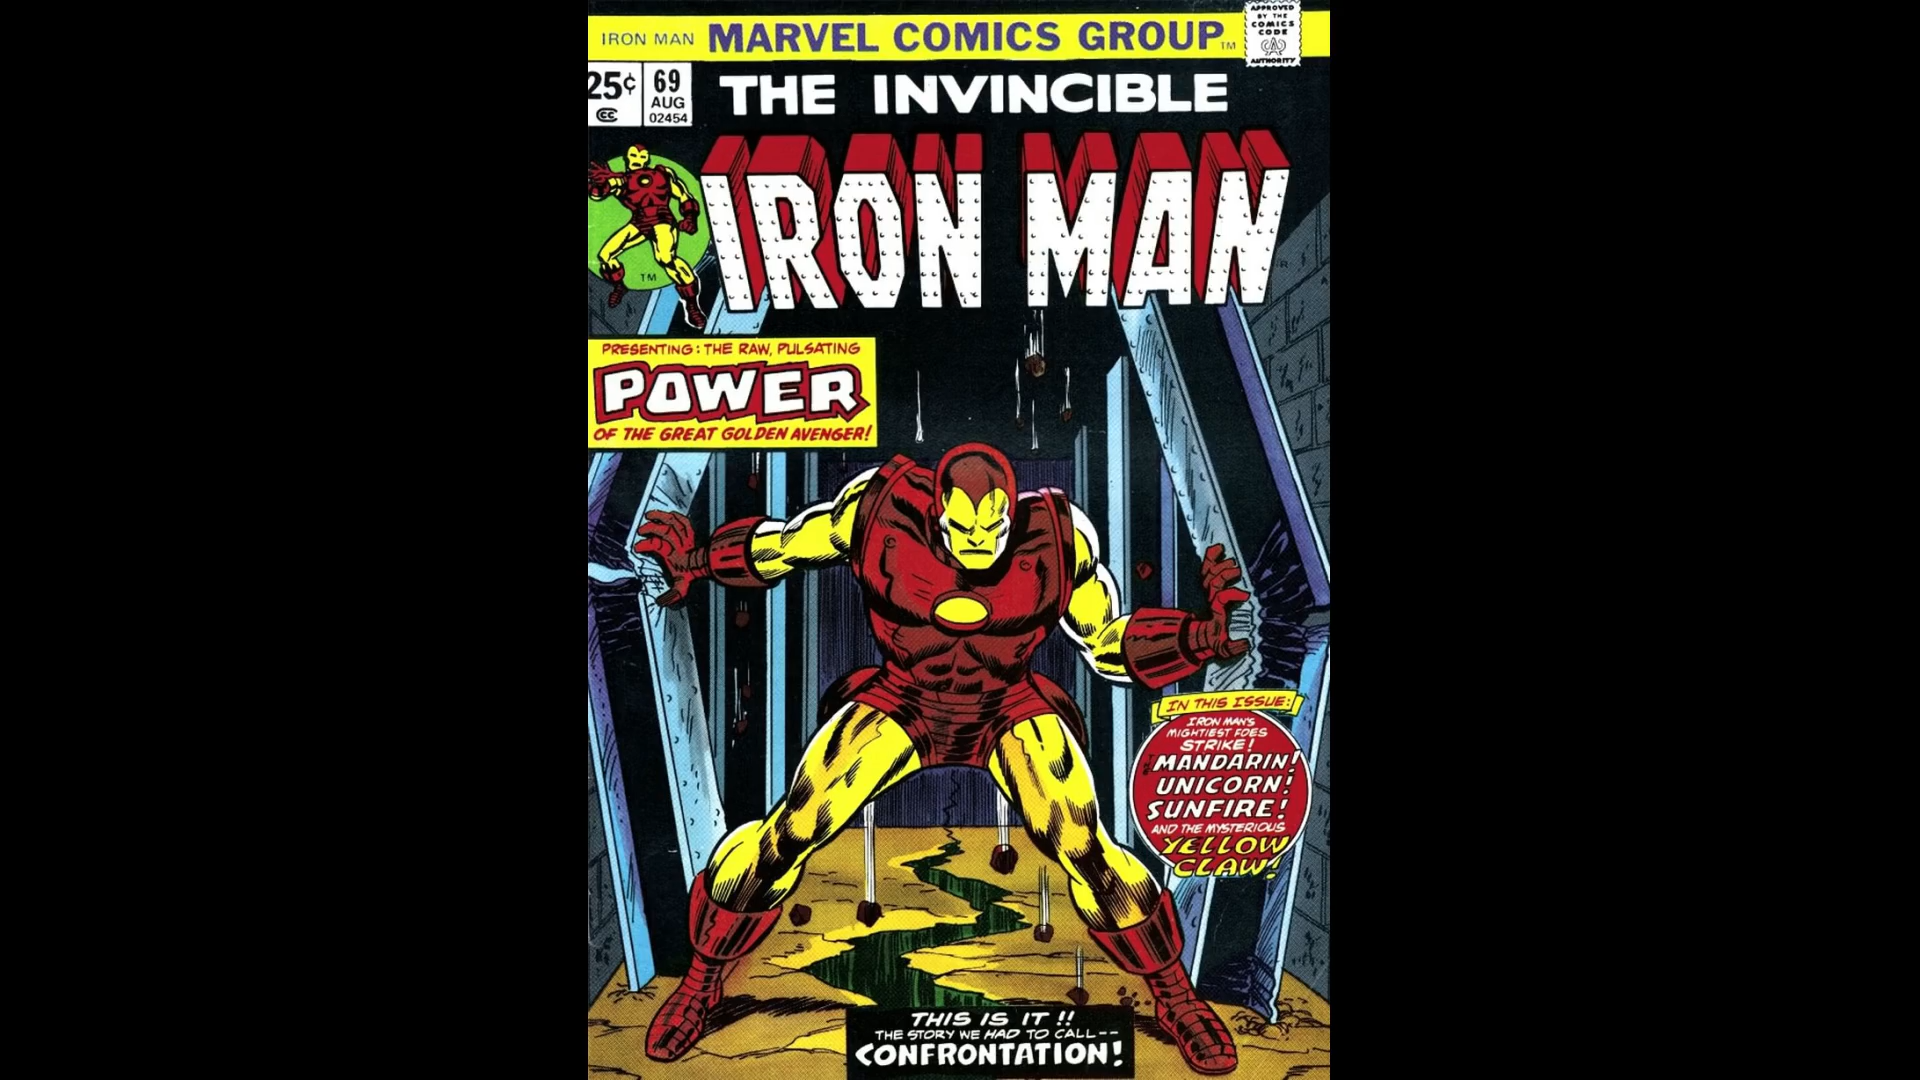 IRON MAN MARVEL COMICS GROUP TM
APPROVED
BY THE
COMICS
CODE
AUTHORITY
25¢
CC
69
AUG
02454
THE INVINCIBLE
IRON MAN
TM
PRESENTING: THE RAW, PULSATING
POWER
OF THE GREAT GOLDEN AVENGER!
IN THIS ISSUE:
IRON MAN'S
MIGHTIEST FOES
STRIKE!
MANDARIN!
UNICORN!
SUNFIRE!
AND THE MYSTERIOUS
YELLOW
CLAW!
THIS IS IT!!
THE STORY WE HAD TO CALL--
CONFRONTATION!